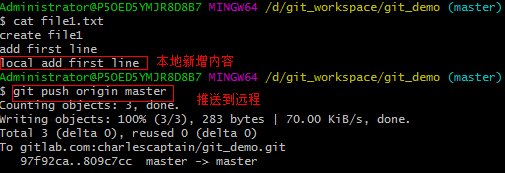 Administrator@P5OED5YMJR8D8B7 MINGW64 /d/git_workspace/git_demo (master)
$ cat file1.txt
create file1
add first line
local add first line 本地新增内容
Administrator@P5OED5YMJR8D8B7 MINGW64 /d/git_workspace/git_demo (master)
$ git push origin master 推送到远程
Counting objects: 3, done.
Writing objects: 100% (3/3), 283 bytes | 70.00 KiB/s, done.
Total 3 (delta 0), reused 0 (delta 0)
To gitlab.com:charlescaptain/git_demo.git
97f92ca..809c7cc master -> master